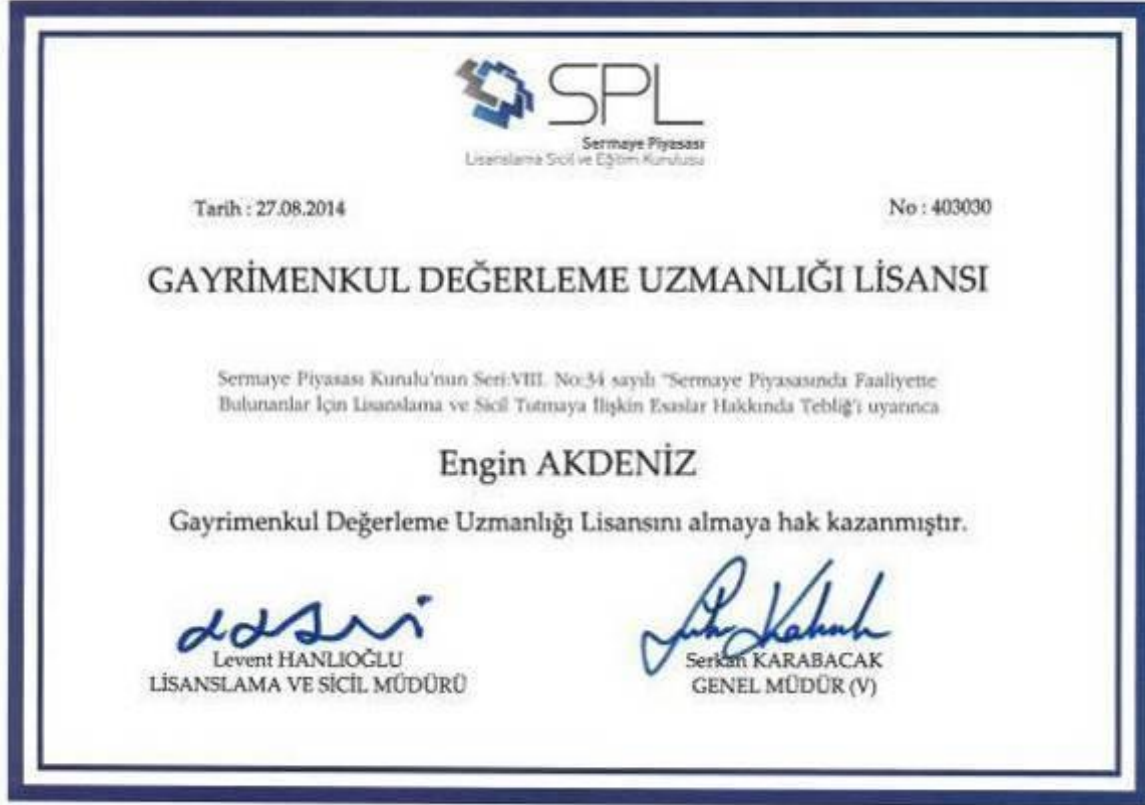 SPL
Sermaye Piyasası
Lisanslama Sicil ve Eğitim Kuruluşu
Tarih : 27.08.2014
No : 403030
GAYRİMENKUL DEĞERLEME UZMANLIĞI LİSANSI
Sermaye Piyasası Kurulu'nun Seri:VIII. No:34 sayılı "Sermaye Piyasasında Faaliyette
Bulunanlar İçin Lisanslama ve Sicil Tutmaya İlişkin Esaslar Hakkında Tebliğ'i uyarınca
Engin AKDENİZ
Gayrimenkul Değerleme Uzmanlığı Lisansını almaya hak kazanmıştır.
Levent HANLIOĞLU
LİSANSLAMA VE SİCİL MÜDÜRÜ
Serkan KARABACAK
GENEL MÜDÜR (V)